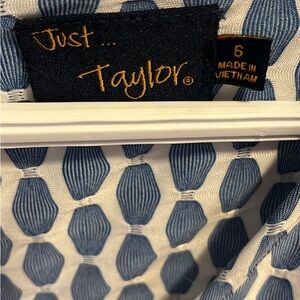 Just ...
Taylor®
6
MADE IN
VIETNAM